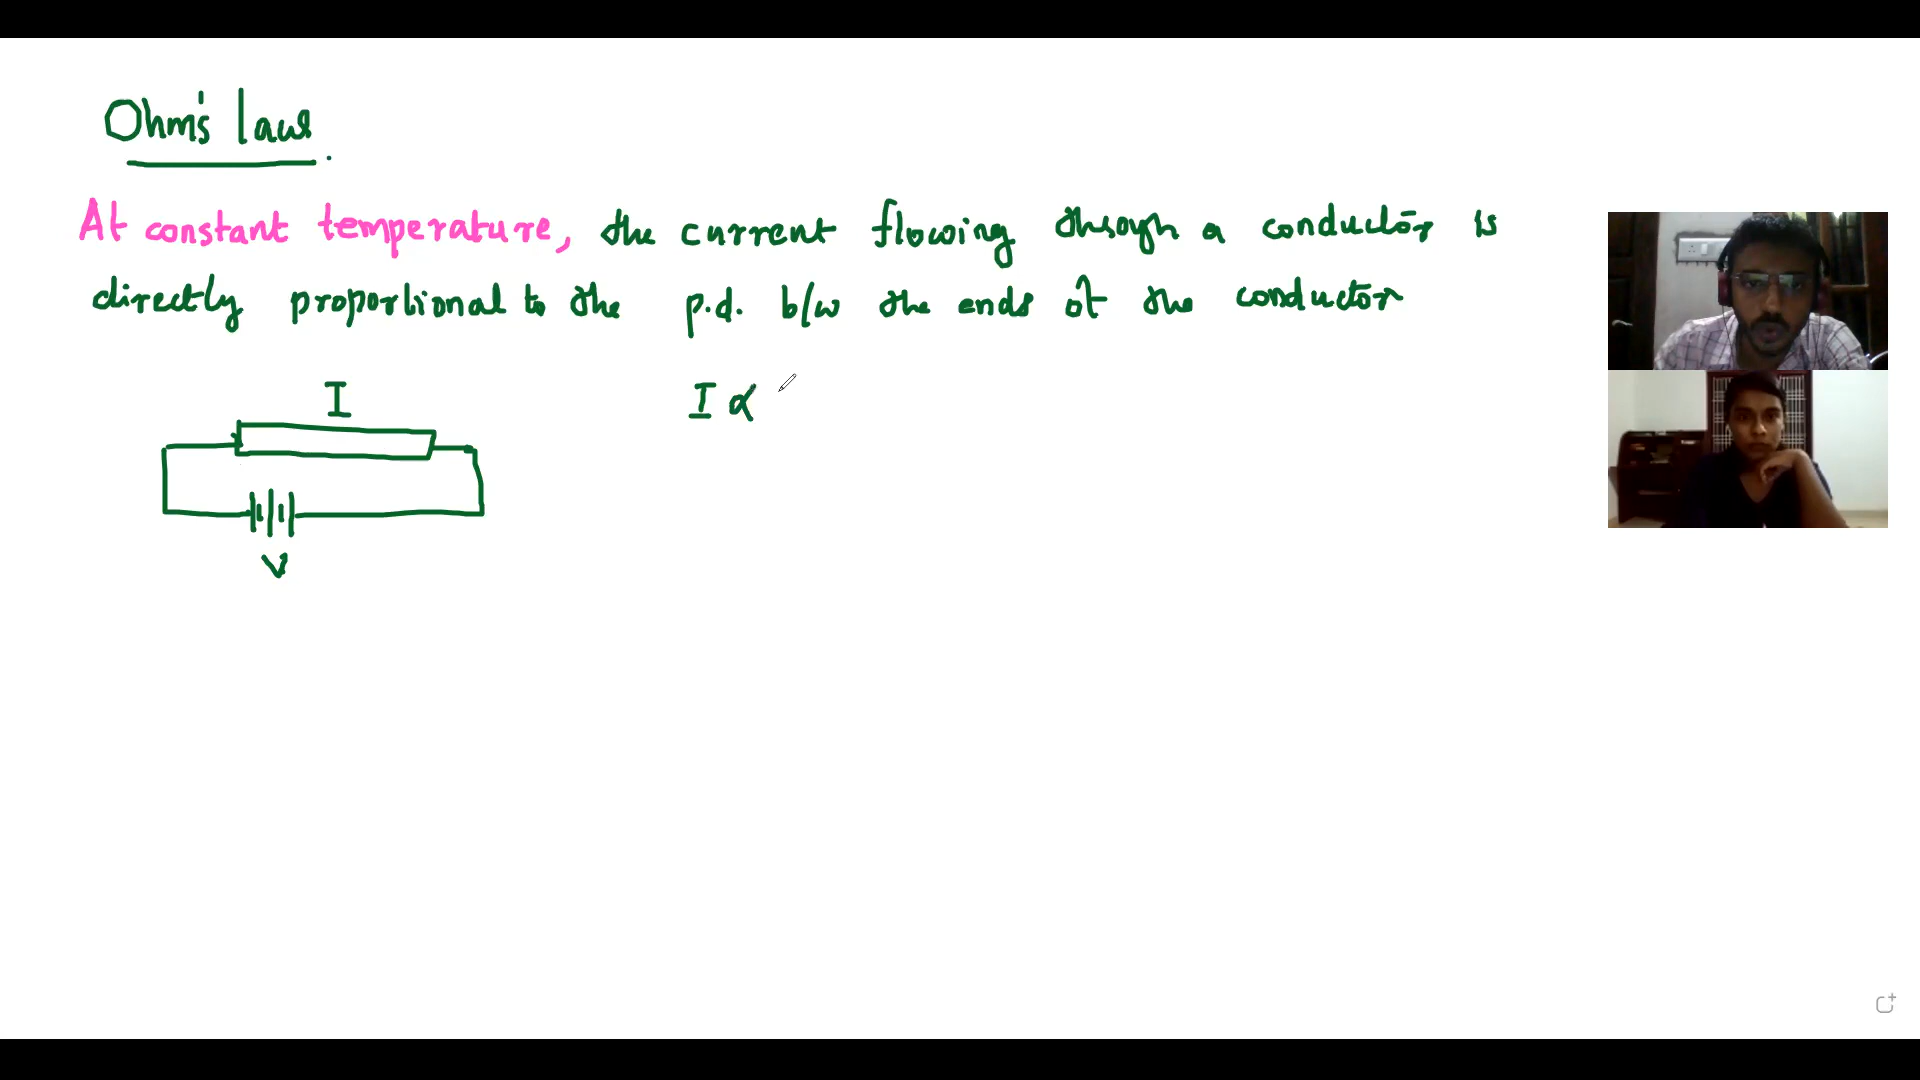 Ohm's law.
At constant temperature, the current flowing through a conductor is
directly proportional to the p.d. b/w the ends of the conductor
I
I ∝
V